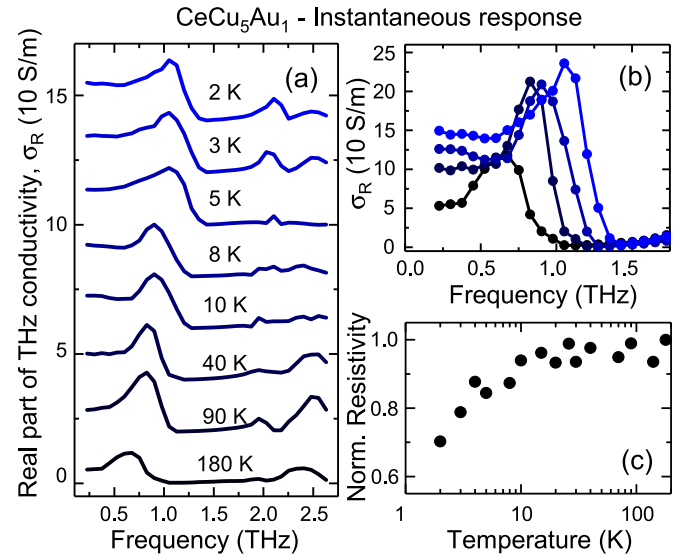 CeCu₅Au₁ - Instantaneous response
Real part of THz conductivity, σ_R (10 S/m)
15
10
5
0
(a)
2 K
3 K
5 K
8 K
10 K
40 K
90 K
180 K
0.5 1.0 1.5 2.0 2.5
Frequency (THz)
σ_R (10 S/m)
25
20
15
10
5
0
(b)
0.0 0.5 1.0 1.5
Frequency (THz)
Norm. Resistivity
1.0
0.8
0.6
(c)
1 10 100
Temperature (K)